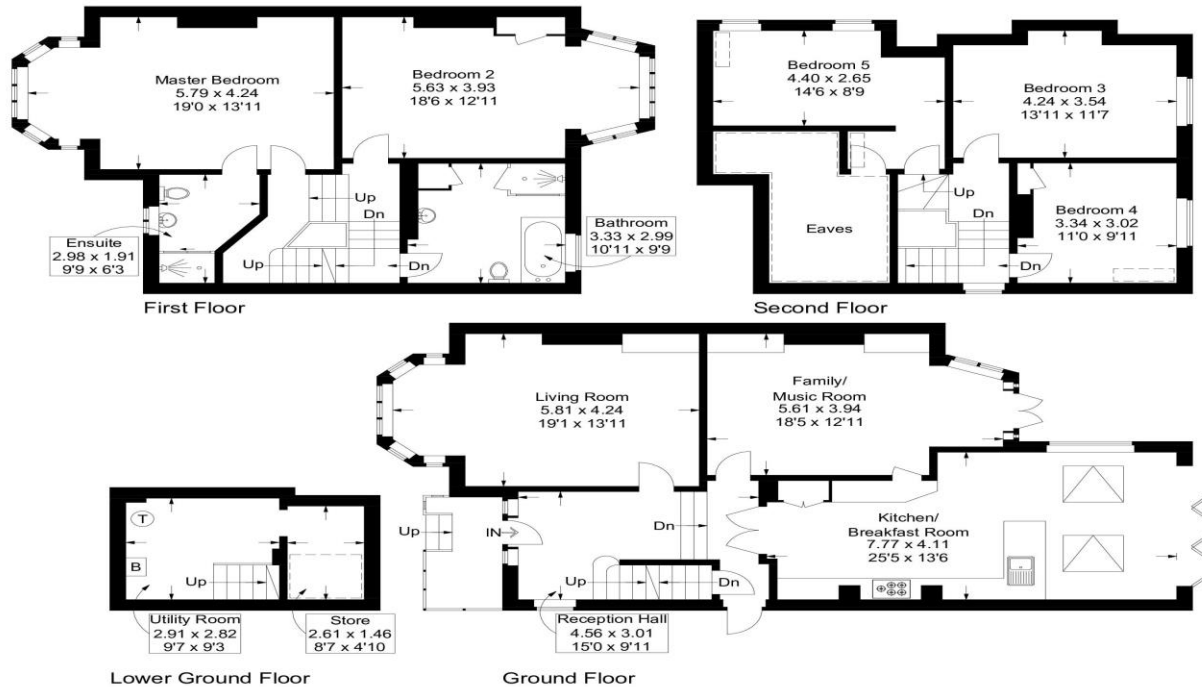 Master Bedroom
5.79 x 4.24
19'0 x 13'11
Bedroom 2
5.63 x 3.93
18'6 x 12'11
Up
Dn
Up
Dn
Ensuite
2.98 x 1.91
9'9 x 6'3
Bathroom
3.33 x 2.99
10'11 x 9'9
First Floor
Bedroom 5
4.40 x 2.65
14'6 x 8'9
Bedroom 3
4.24 x 3.54
13'11 x 11'7
Up
Dn
Bedroom 4
3.34 x 3.02
11'0 x 9'11
Eaves
Dn
Second Floor
Living Room
5.81 x 4.24
19'1 x 13'11
Family/
Music Room
5.61 x 3.94
18'5 x 12'11
Up
IN
Dn
Kitchen/
Breakfast Room
7.77 x 4.11
25'5 x 13'6
Up
Dn
Reception Hall
4.56 x 3.01
15'0 x 9'11
Ground Floor
T
B
Up
Utility Room
2.91 x 2.82
9'7 x 9'3
Store
2.61 x 1.46
8'7 x 4'10
Lower Ground Floor